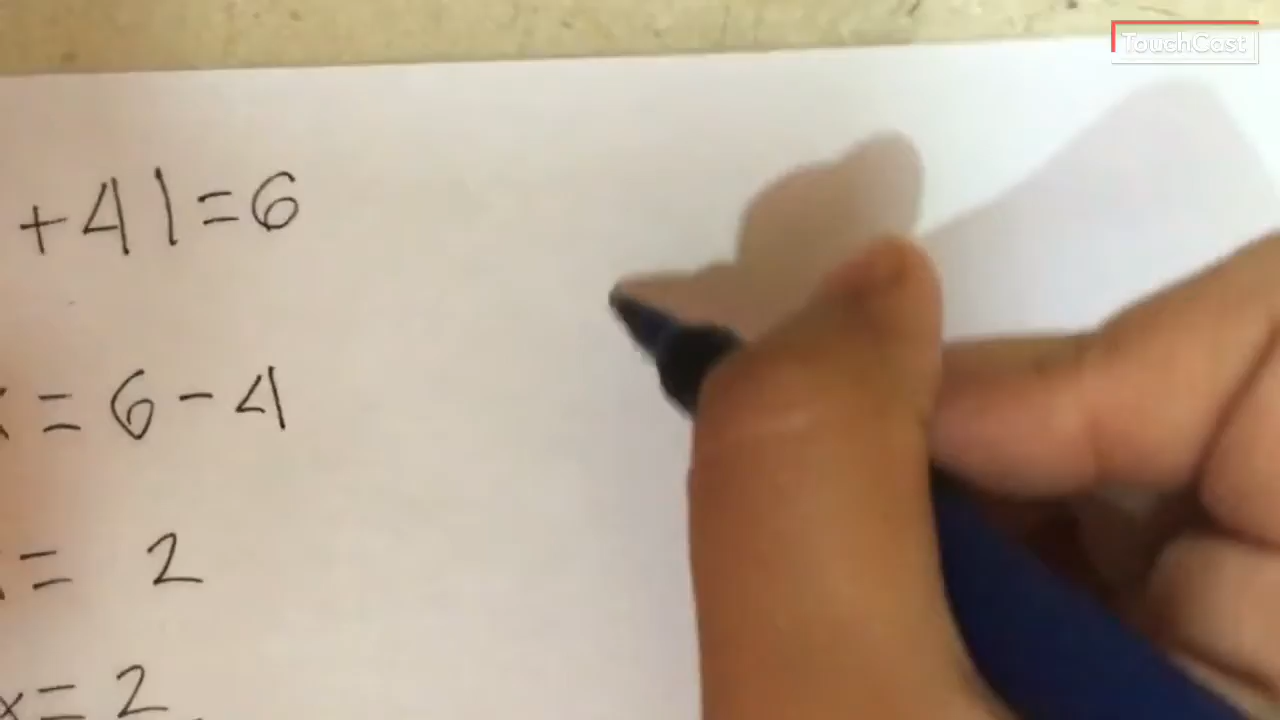 TouchCast
+4|=6
x = 6-4
= 2
x = 2